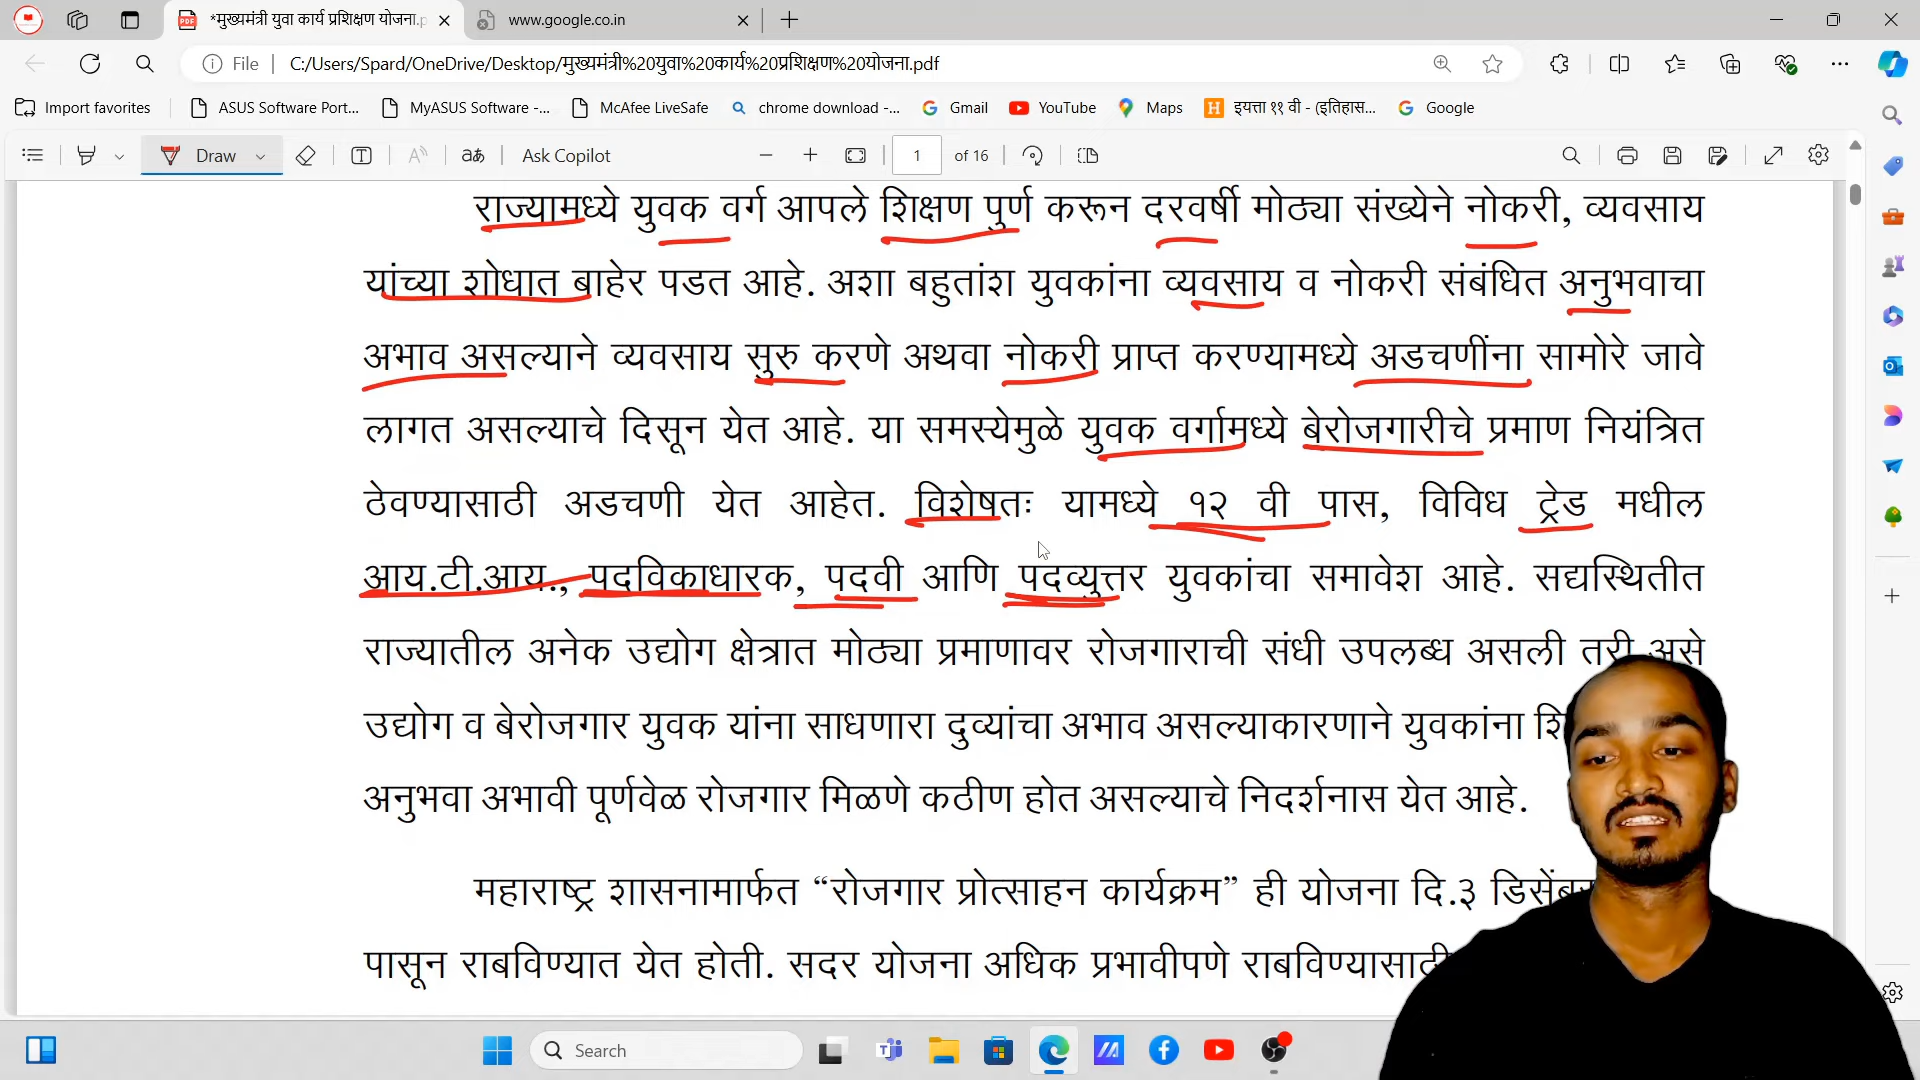 *मुख्यमंत्री युवा कार्य प्रशिक्षण योजना.p
www.google.co.in
File
C:/Users/Spard/OneDrive/Desktop/मुख्यमंत्री%20युवा%20कार्य%20प्रशिक्षण%20योजना.pdf
Import favorites
ASUS Software Port...
MyASUS Software -...
McAfee LiveSafe
chrome download -...
Gmail
YouTube
Maps
इयत्ता ११ वी - (इतिहास...
Google
Draw
Ask Copilot
1 of 16
राज्यामध्ये युवक वर्ग आपले शिक्षण पुर्ण करून दरवर्षी मोठ्या संख्येने नोकरी, व्यवसाय
यांच्या शोधात बाहेर पडत आहे. अशा बहुतांश युवकांना व्यवसाय व नोकरी संबंधित अनुभवाचा
अभाव असल्याने व्यवसाय सुरु करणे अथवा नोकरी प्राप्त करण्यामध्ये अडचणींना सामोरे जावे
लागत असल्याचे दिसून येत आहे. या समस्येमुळे युवक वर्गामध्ये बेरोजगारीचे प्रमाण नियंत्रित
ठेवण्यासाठी अडचणी येत आहेत. विशेषतः यामध्ये १२ वी पास, विविध ट्रेड मधील
आय.टी.आय., पदविकाधारक, पदवी आणि पदव्युत्तर युवकांचा समावेश आहे. सद्यस्थितीत
राज्यातील अनेक उद्योग क्षेत्रात मोठ्या प्रमाणावर रोजगाराची संधी उपलब्ध असली तरी असे
उद्योग व बेरोजगार युवक यांना साधणारा दुव्यांचा अभाव असल्याकारणाने युवकांना
अनुभवा अभावी पूर्णवेळ रोजगार मिळणे कठीण होत असल्याचे निदर्शनास येत आहे.
महाराष्ट्र शासनामार्फत “रोजगार प्रोत्साहन कार्यक्रम” ही योजना दि.३
पासून राबविण्यात येत होती. सदर योजना अधिक प्रभावीपणे राबविण्यासाठी
Search